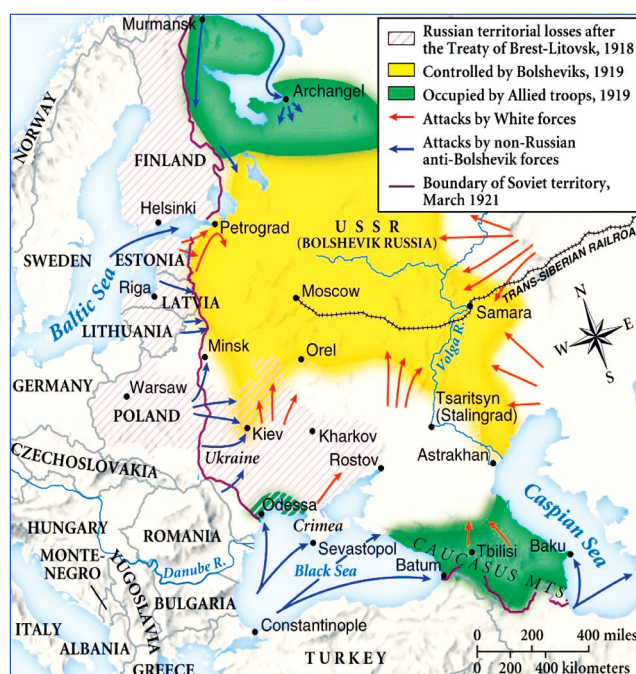 Russian territorial losses after
the Treaty of Brest-Litovsk, 1918
Controlled by Bolsheviks, 1919
Occupied by Allied troops, 1919
Attacks by White forces
Attacks by non-Russian
anti-Bolshevik forces
Boundary of Soviet territory,
March 1921
Murmansk
Archangel
NORWAY
FINLAND
Helsinki
Petrograd
USSR
(BOLSHEVIK RUSSIA)
ESTONIA
SWEDEN
Baltic Sea
Riga
LATVIA
Moscow
TRANS-SIBERIAN RAILROAD
Samara
N
W
E
S
LITHUANIA
Minsk
Orel
Volga R.
GERMANY
Warsaw
POLAND
Tsaritsyn
(Stalingrad)
Kiev
Kharkov
Ukraine
Rostov
Astrakhan
CZECHOSLOVAKIA
Odessa
Crimea
Caspian Sea
HUNGARY
ROMANIA
Sevastopol
Tbilisi
Baku
CAUCASUS MTS.
MONTE-
NEGRO
YUGOSLAVIA
Danube R.
Black Sea
Batum
BULGARIA
ITALY
ALBANIA
Constantinople
GREECE
TURKEY
0 200 400 miles
0 200 400 kilometers